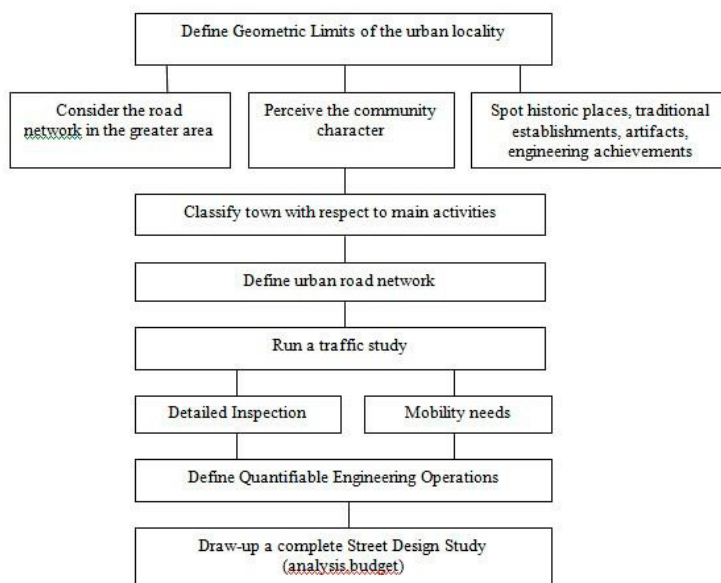 Define Geometric Limits of the urban locality
Consider the road
network in the greater area
Perceive the community
character
Spot historic places, traditional
establishments, artifacts,
engineering achievements
Classify town with respect to main activities
Define urban road network
Run a traffic study
Detailed Inspection
Mobility needs
Define Quantifiable Engineering Operations
Draw-up a complete Street Design Study
(analysis.budget)